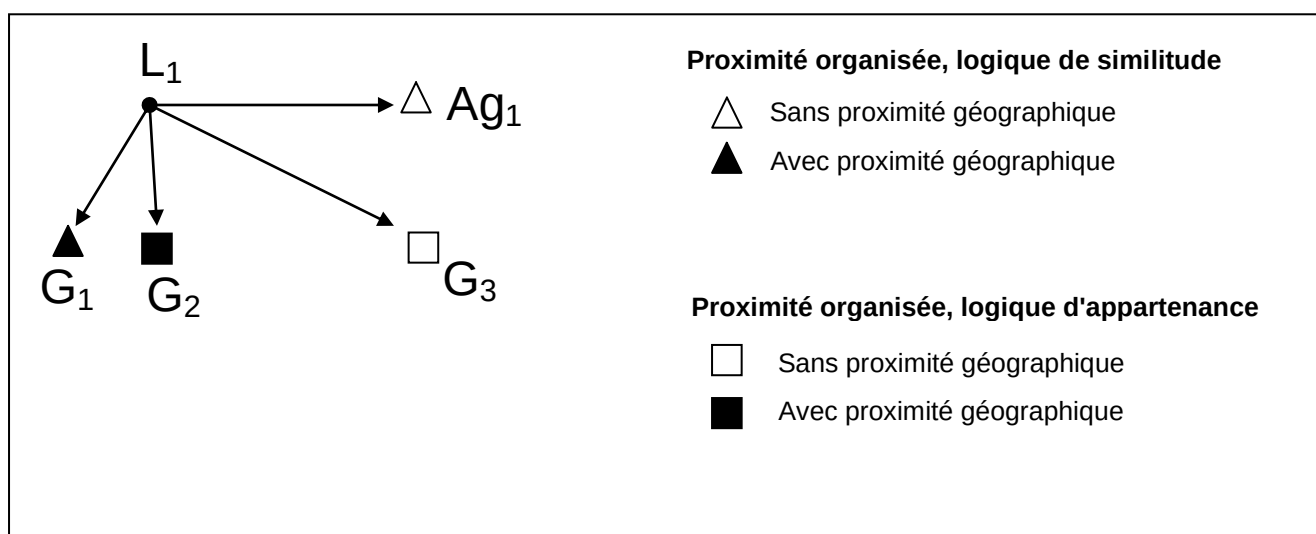 L₁
Ag₁
G₁
G₂
G₃
Proximité organisée, logique de similitude
Sans proximité géographique
Avec proximité géographique
Proximité organisée, logique d'appartenance
Sans proximité géographique
Avec proximité géographique